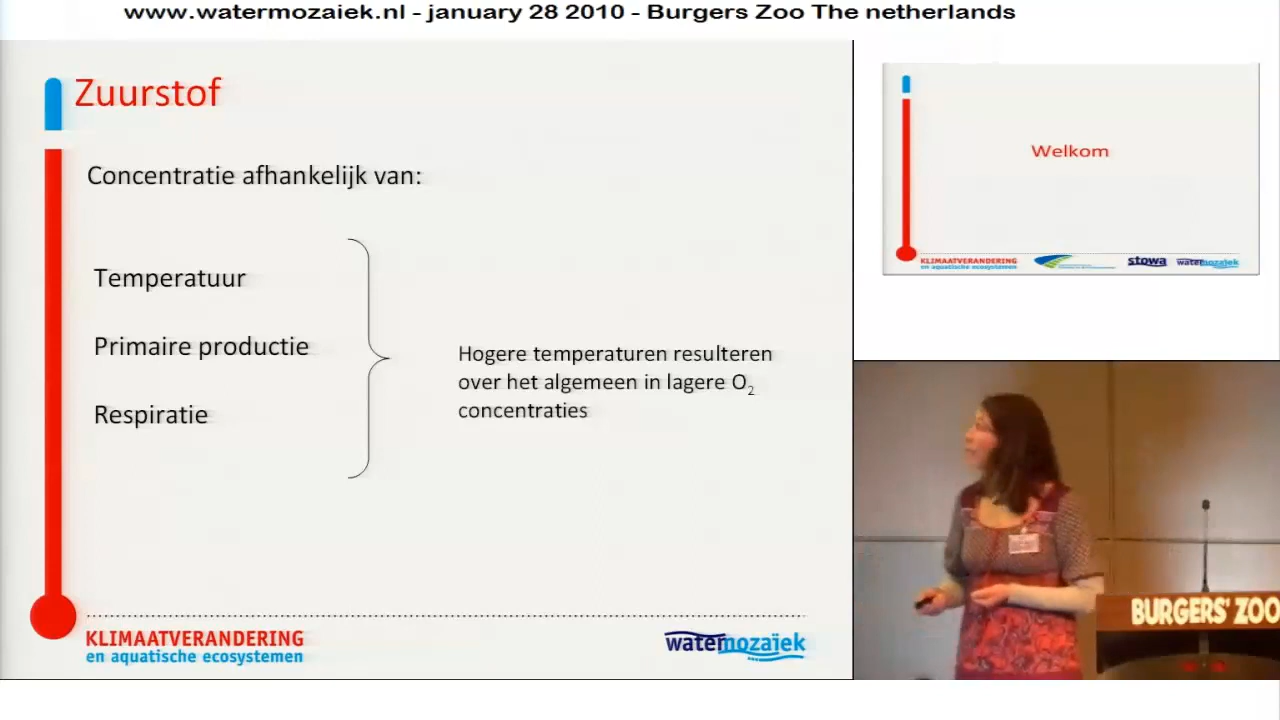 www.watermozaiek.nl - january 28 2010 - Burgers Zoo The netherlands
Zuurstof
Concentratie afhankelijk van:
Temperatuur
Primaire productie
Respiratie
Hogere temperaturen resulteren
over het algemeen in lagere O₂
concentraties
KLIMAATVERANDERING
en aquatische ecosystemen
watermozaïek
Welkom
KLIMAATVERANDERING
en aquatische ecosystemen
stowa
watermozaïek
BURGERS' ZOO